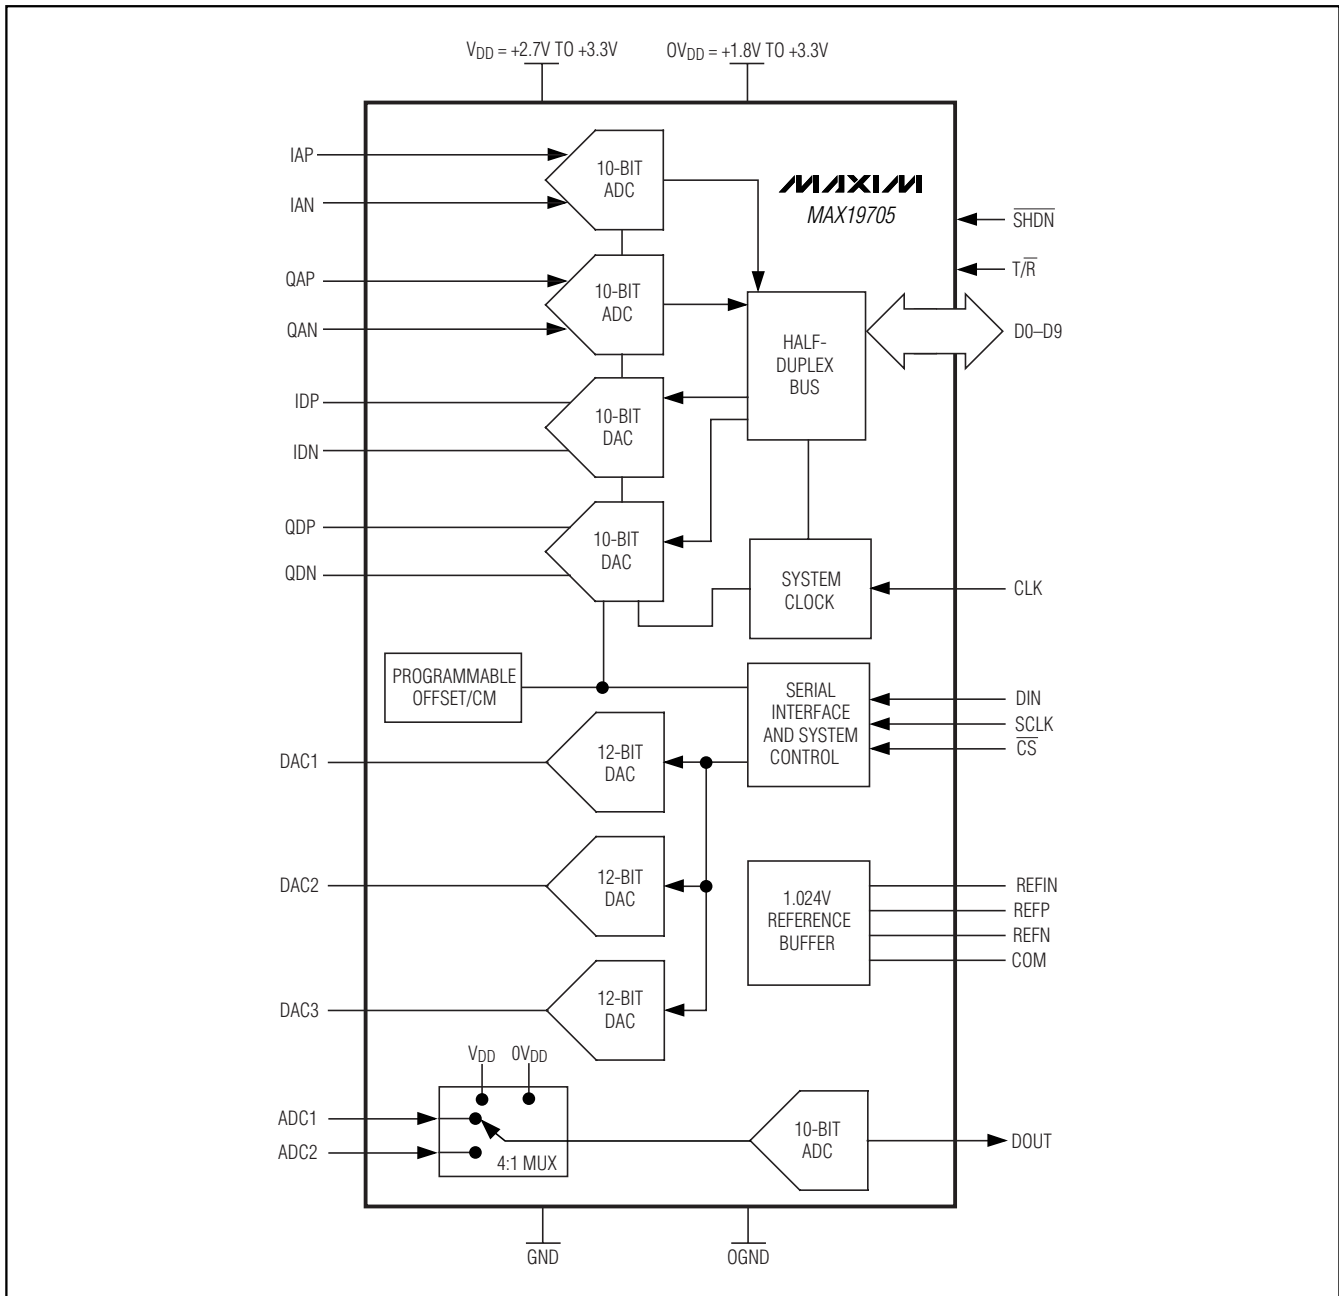 VDD = +2.7V TO +3.3V
OVDD = +1.8V TO +3.3V
IAP
IAN
10-BIT
ADC
MAXIM
MAX19705
SHDN
T/R
QAP
QAN
10-BIT
ADC
HALF-
DUPLEX
BUS
D0–D9
IDP
IDN
10-BIT
DAC
QDP
QDN
10-BIT
DAC
SYSTEM
CLOCK
CLK
PROGRAMMABLE
OFFSET/CM
SERIAL
INTERFACE
AND SYSTEM
CONTROL
DIN
SCLK
CS
DAC1
12-BIT
DAC
DAC2
12-BIT
DAC
1.024V
REFERENCE
BUFFER
REFIN
REFP
REFN
COM
DAC3
12-BIT
DAC
VDD
OVDD
ADC1
ADC2
4:1 MUX
10-BIT
ADC
DOUT
GND
OGND